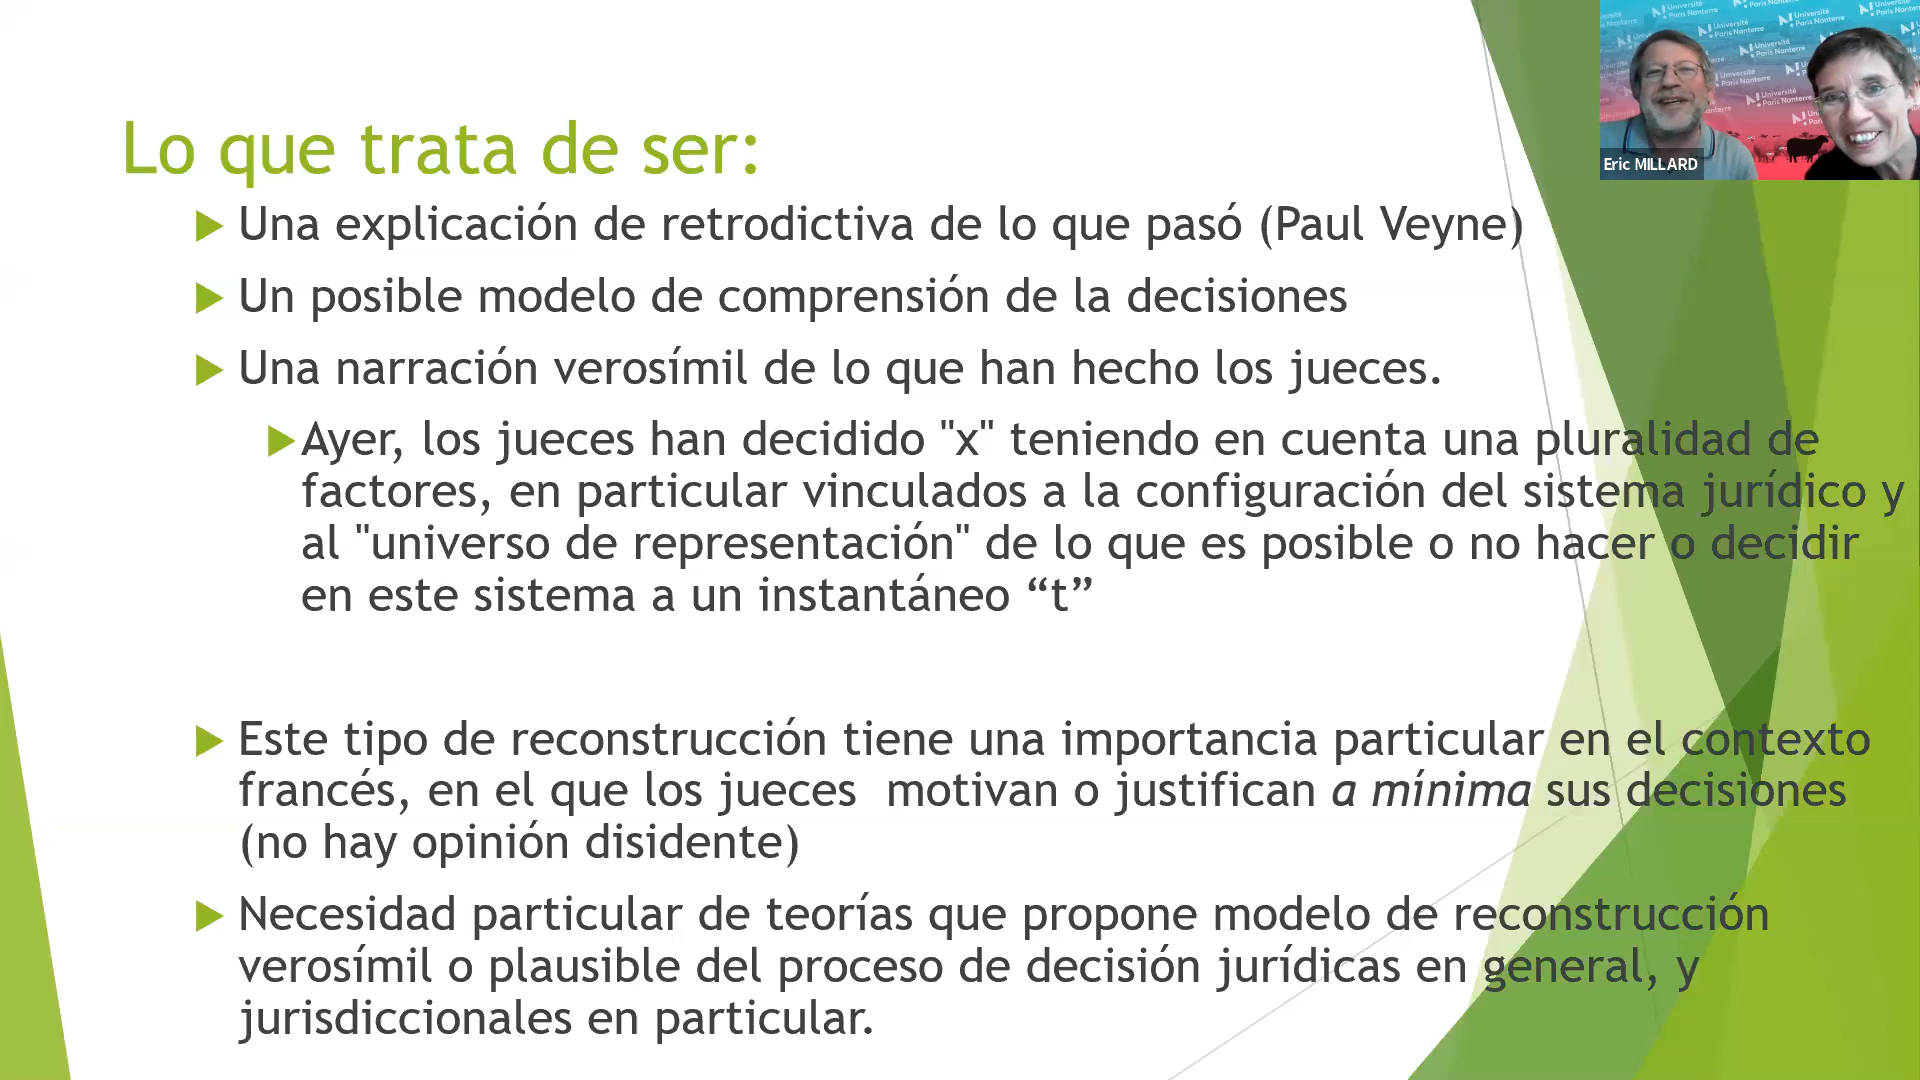 Lo que trata de ser:
Una explicación de retrodictiva de lo que pasó (Paul Veyne)
Un posible modelo de comprensión de la decisiones
Una narración verosímil de lo que han hecho los jueces.
Ayer, los jueces han decidido "x" teniendo en cuenta una pluralidad de
factores, en particular vinculados a la configuración del sistema jurídico y
al "universo de representación" de lo que es posible o no hacer o decidir
en este sistema a un instantáneo “t”
Este tipo de reconstrucción tiene una importancia particular en el contexto
francés, en el que los jueces  motivan o justifican a mínima sus decisiones
(no hay opinión disidente)
Necesidad particular de teorías que propone modelo de reconstrucción
verosímil o plausible del proceso de decisión jurídicas en general, y
jurisdiccionales en particular.
Université
Paris Nanterre
Eric MILLARD